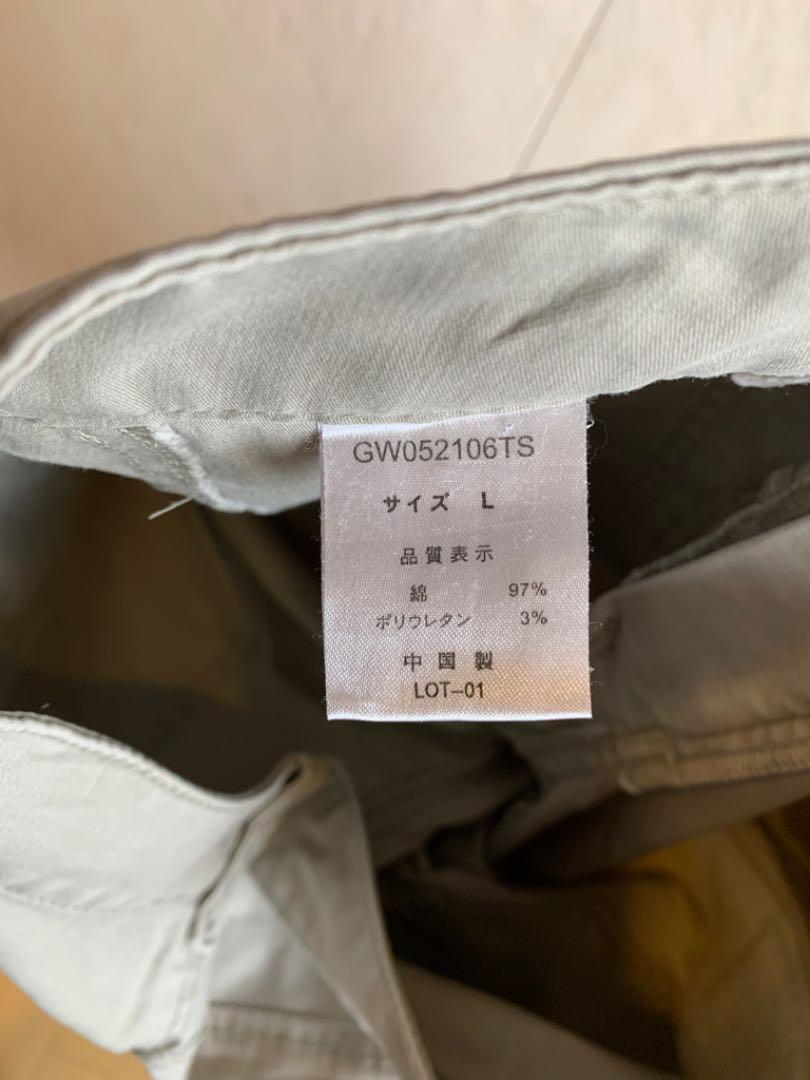 GW052106TS
サイズ L
品質表示
綿 97%
ポリウレタン 3%
中国製
LOT-01